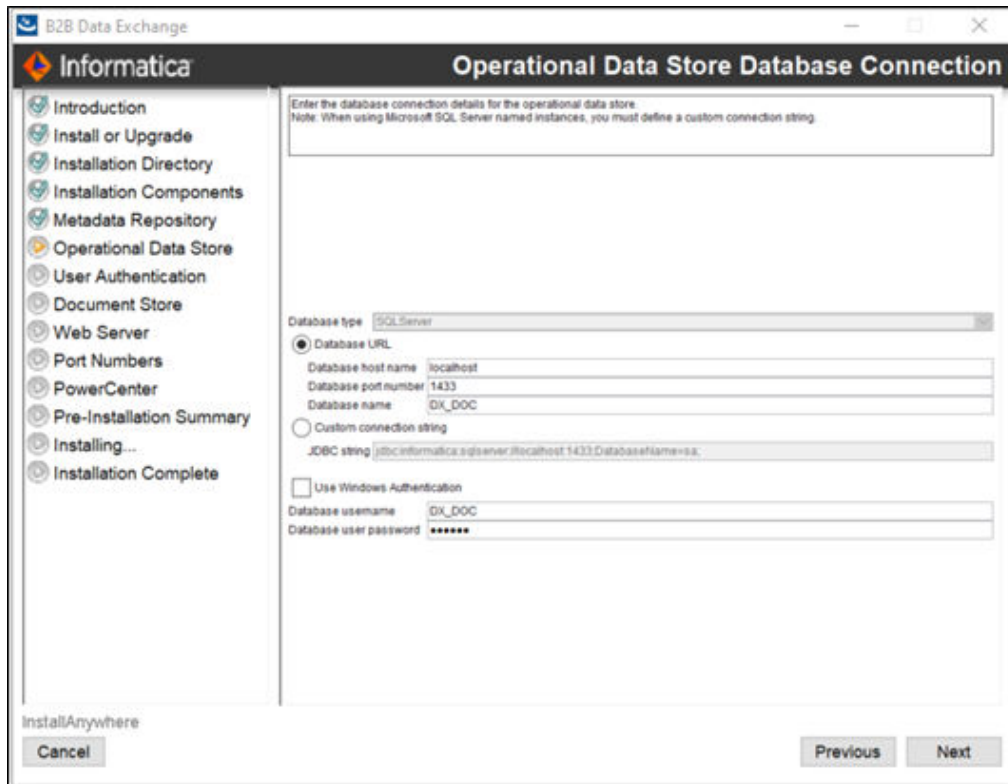 B2B Data Exchange
Informatica
Operational Data Store Database Connection
Introduction
Install or Upgrade
Installation Directory
Installation Components
Metadata Repository
Operational Data Store
User Authentication
Document Store
Web Server
Port Numbers
PowerCenter
Pre-Installation Summary
Installing...
Installation Complete
Enter the database connection details for the operational data store.
Note: When using Microsoft SQL Server named instances, you must define a custom connection string.
Database type SQLServer
Database URL
Database host name localhost
Database port number 1433
Database name DX_DOC
Custom connection string
JDBC string jdbc:informatica:sqlserver://localhost:1433;DatabaseName=sa;
Use Windows Authentication
Database username DX_DOC
Database user password ••••••
InstallAnywhere
Cancel
Previous
Next